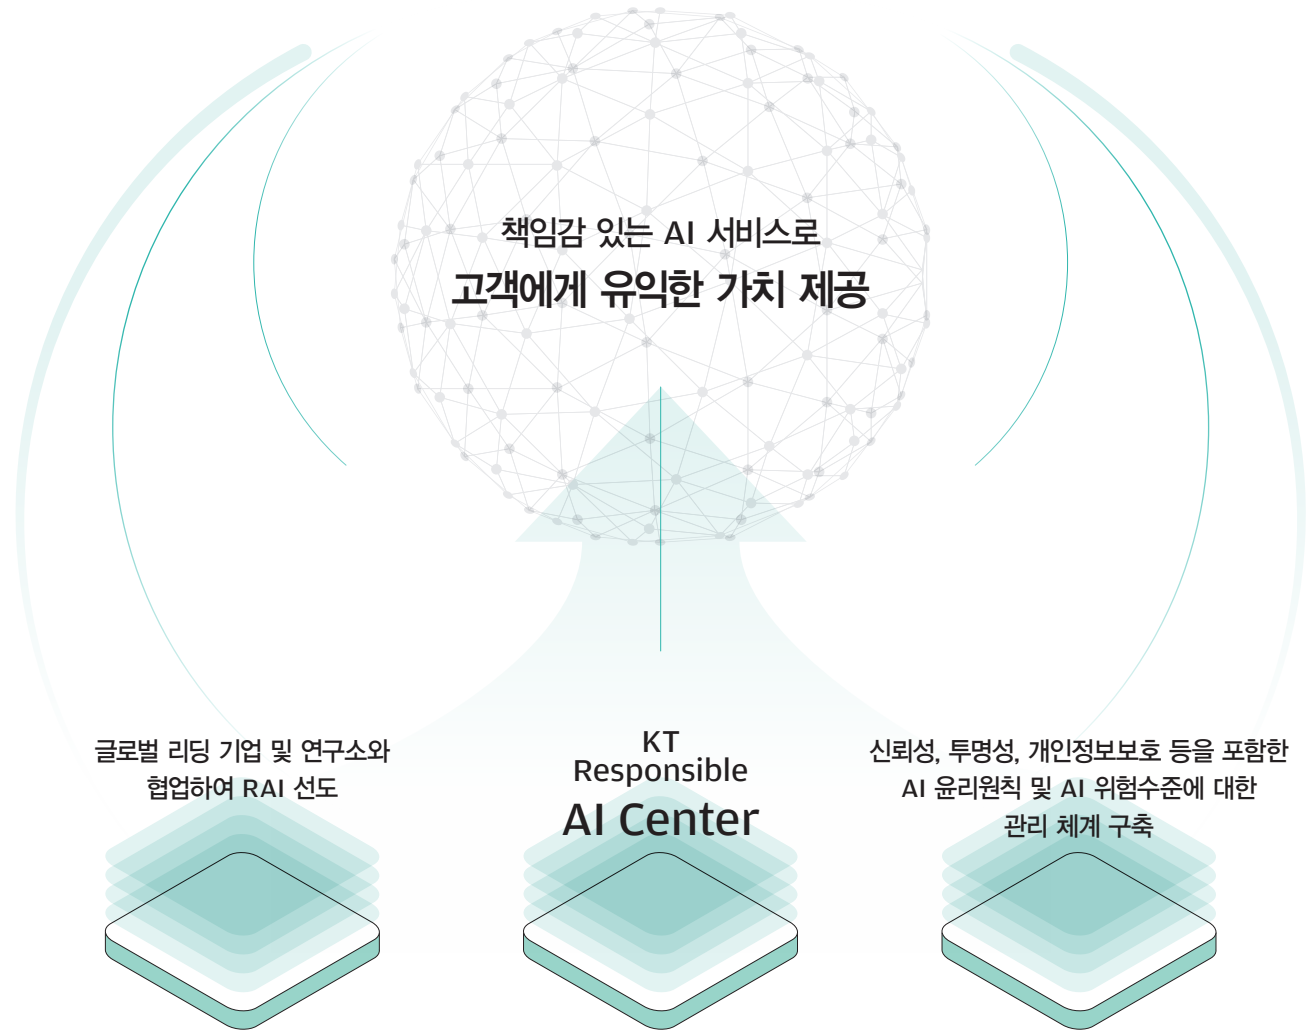 책임감 있는 AI 서비스로
고객에게 유익한 가치 제공
글로벌 리딩 기업 및 연구소와
협업하여 RAI 선도
KT
Responsible
AI Center
신뢰성, 투명성, 개인정보보호 등을 포함한
AI 윤리원칙 및 AI 위험수준에 대한
관리 체계 구축